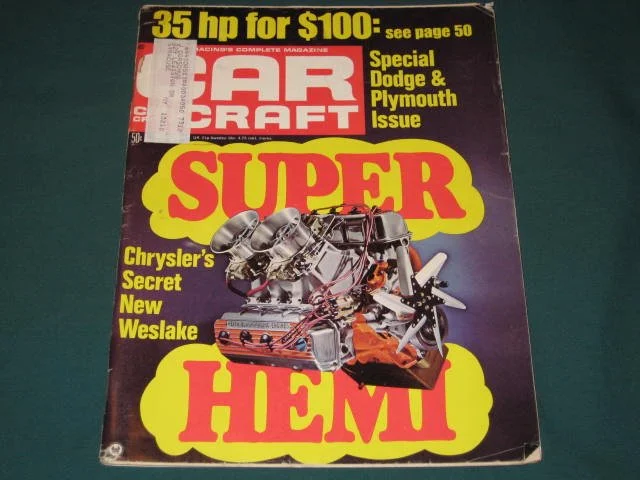 35 hp for $100: see page 50
RACING'S COMPLETE MAGAZINE
CAR
CRAFT
Special
Dodge &
Plymouth
Issue
50¢
SUPER
Chrysler's
Secret
New
Weslake
HEMI